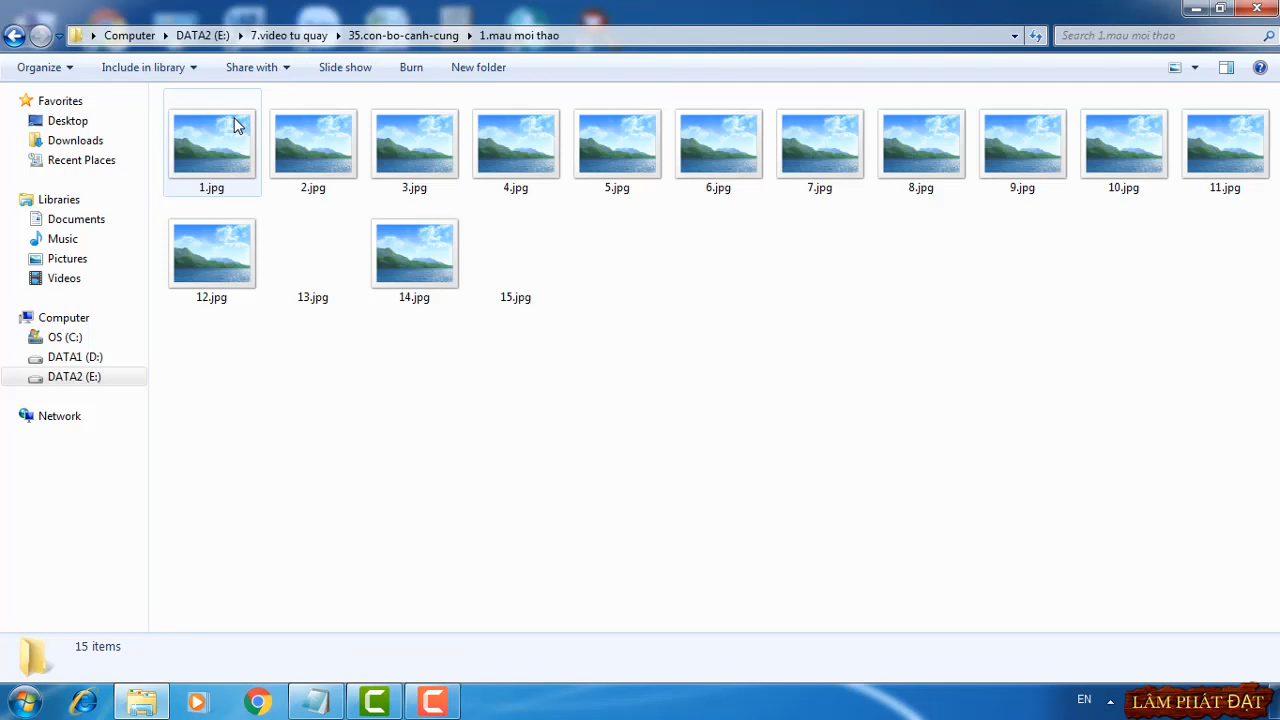 Computer DATA2 (E:) 7.video tu quay 35.con-bo-canh-cung 1.mau moi thao Search 1.mau moi thao
Organize Include in library Share with Slide show Burn New folder
Favorites
Desktop
Downloads
Recent Places
Libraries
Documents
Music
Pictures
Videos
Computer
OS (C:)
DATA1 (D:)
DATA2 (E:)
Network
1.jpg 2.jpg 3.jpg 4.jpg 5.jpg 6.jpg 7.jpg 8.jpg 9.jpg 10.jpg 11.jpg
12.jpg 13.jpg 14.jpg 15.jpg
15 items
EN
LÂM PHÁT ĐẠT